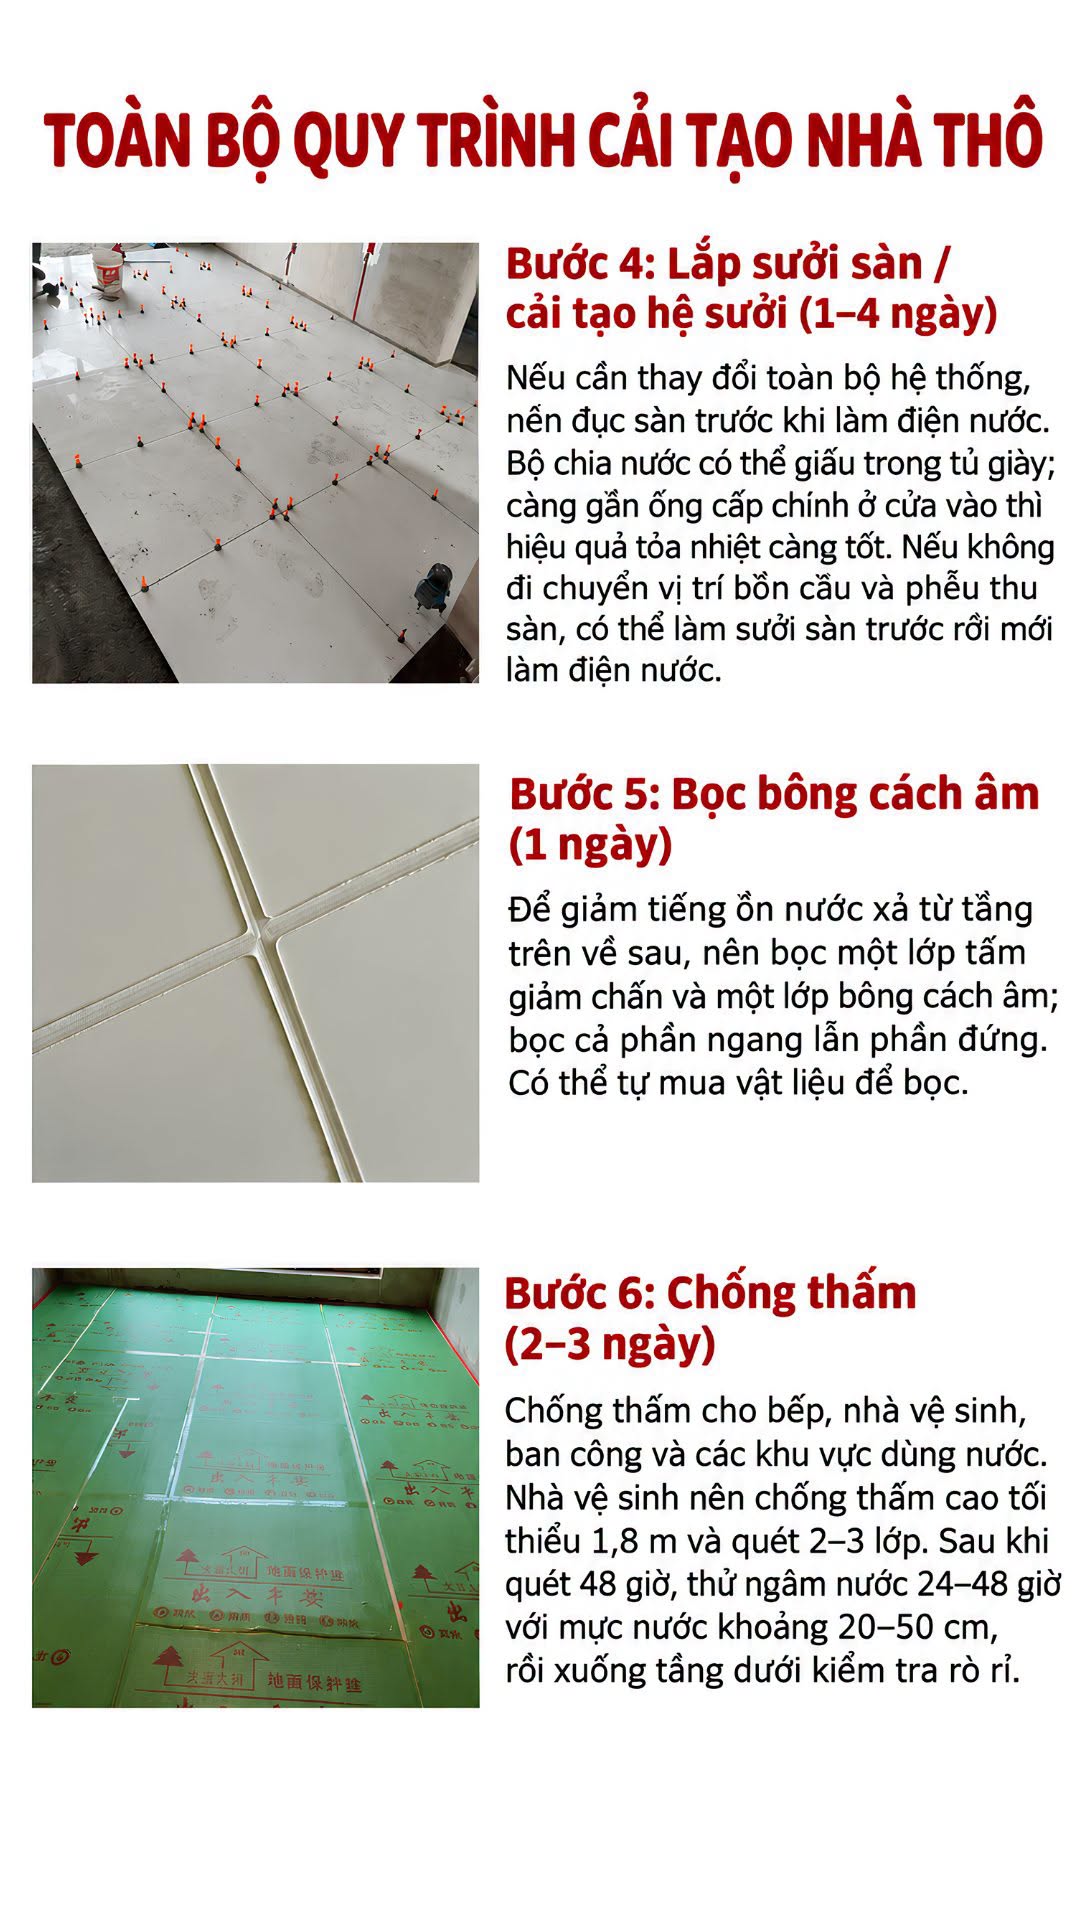 TOÀN BỘ QUY TRÌNH CẢI TẠO NHÀ THÔ
Bước 4: Lắp sưởi sàn /
cải tạo hệ sưởi (1–4 ngày)
Nếu cần thay đổi toàn bộ hệ thống,
nến đục sàn trước khi làm điện nước.
Bộ chia nước có thể giấu trong tủ giày;
càng gần ống cấp chính ở cửa vào thì
hiệu quả tỏa nhiệt càng tốt. Nếu không
đi chuyển vị trí bồn cầu và phễu thu
sàn, có thể làm sưởi sàn trước rồi mới
làm điện nước.
Bước 5: Bọc bông cách âm
(1 ngày)
Để giảm tiếng ồn nước xả từ tầng
trên về sau, nên bọc một lớp tấm
giảm chấn và một lớp bông cách âm;
bọc cả phần ngang lẫn phần đứng.
Có thể tự mua vật liệu để bọc.
Bước 6: Chống thấm
(2–3 ngày)
Chống thấm cho bếp, nhà vệ sinh,
ban công và các khu vực dùng nước.
Nhà vệ sinh nên chống thấm cao tối
thiểu 1,8 m và quét 2–3 lớp. Sau khi
quét 48 giờ, thử ngâm nước 24–48 giờ
với mực nước khoảng 20–50 cm,
rồi xuống tầng dưới kiểm tra rò rỉ.
出入平安